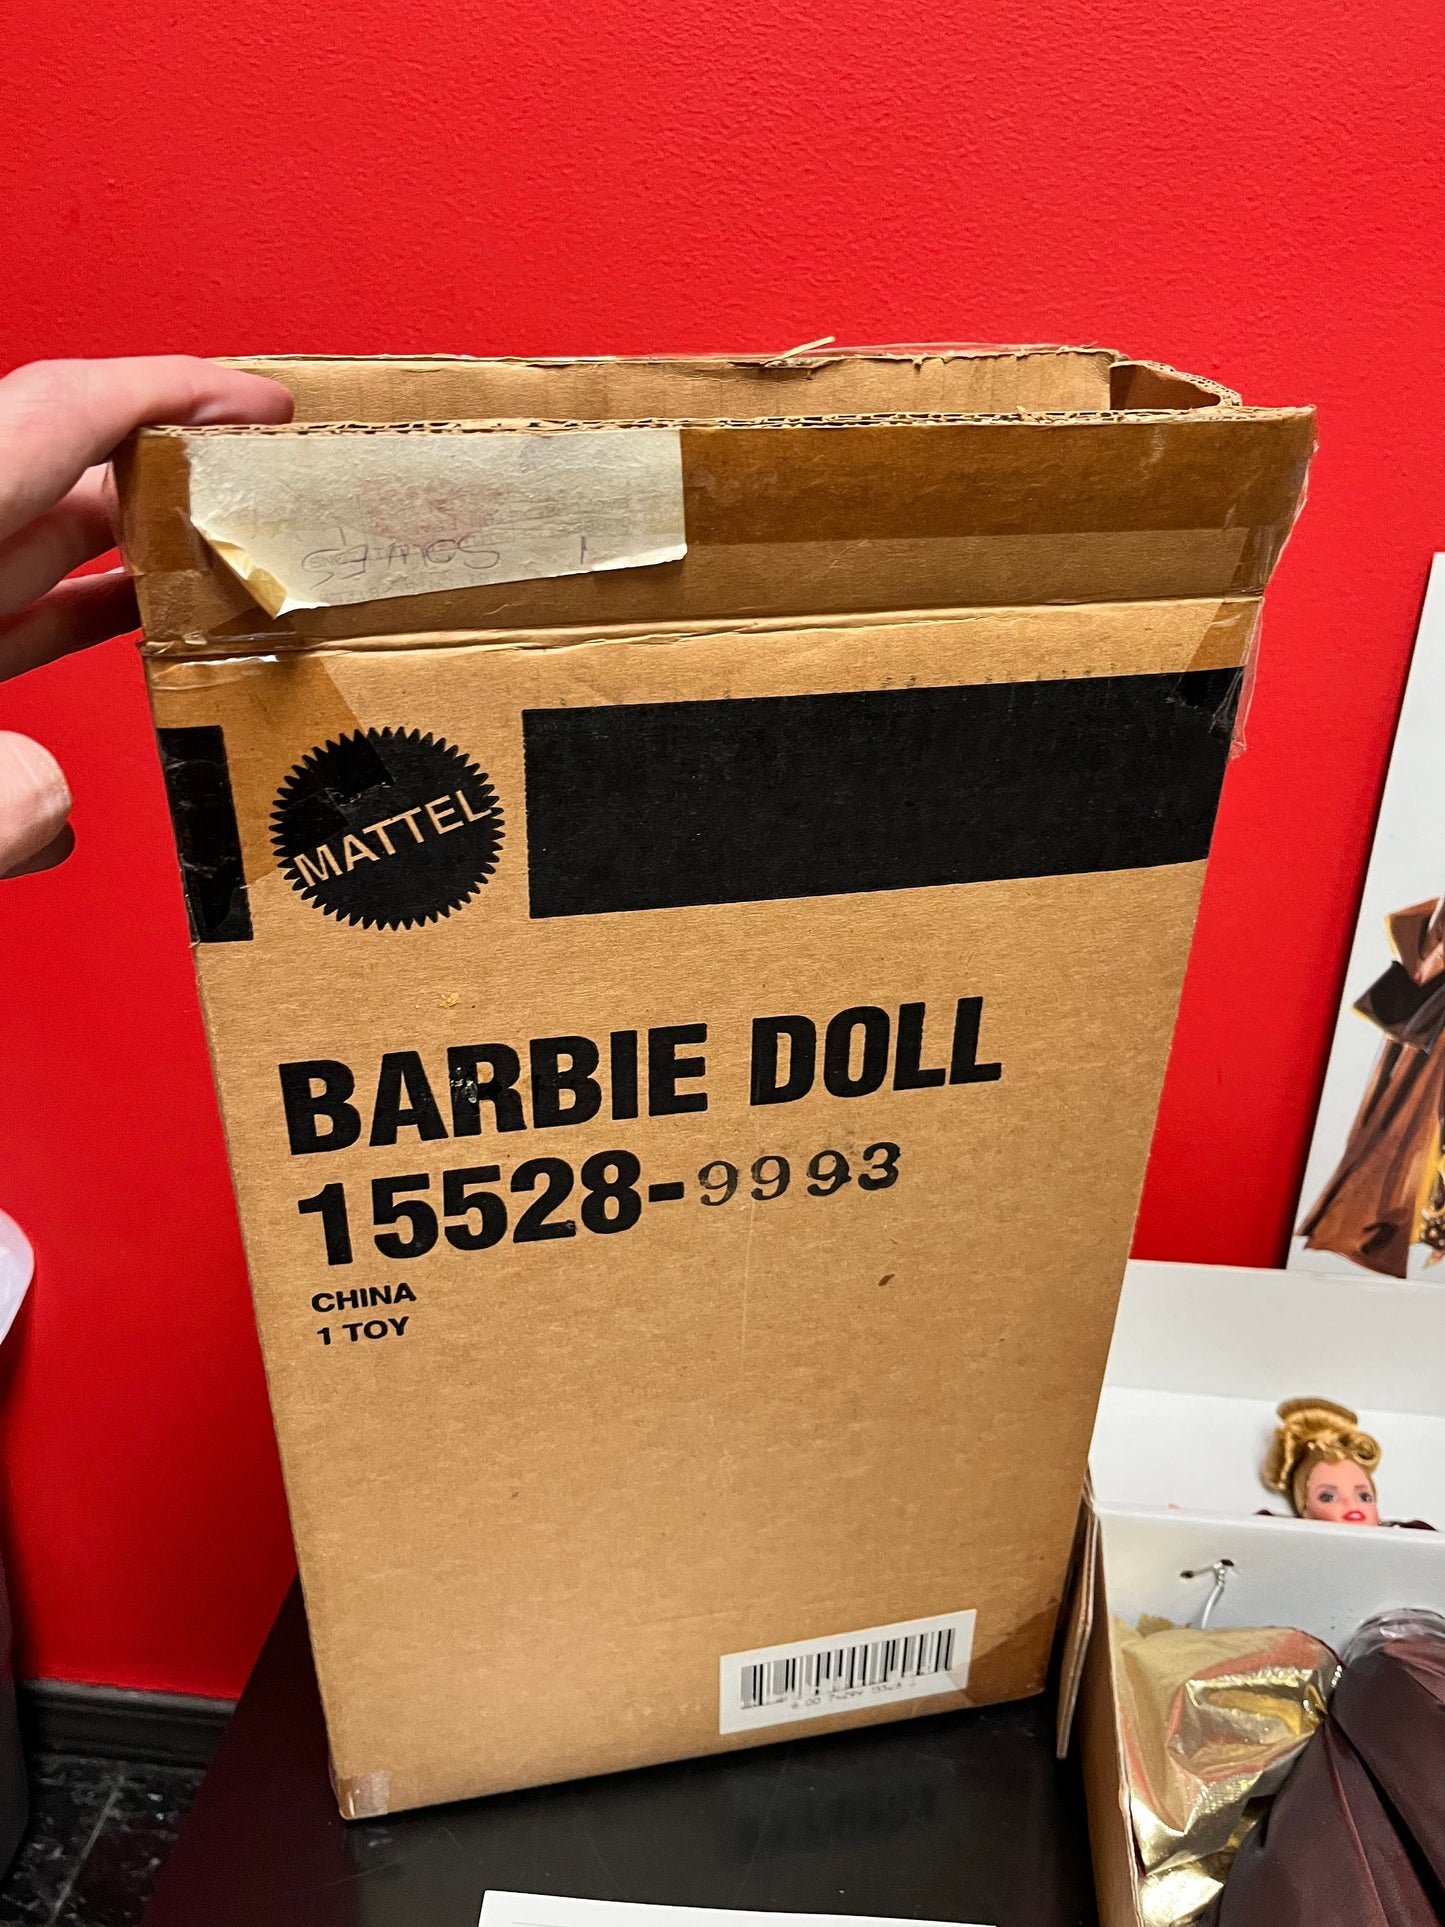 MATTEL
BARBIE DOLL
15528-9993
CHINA
1 TOY